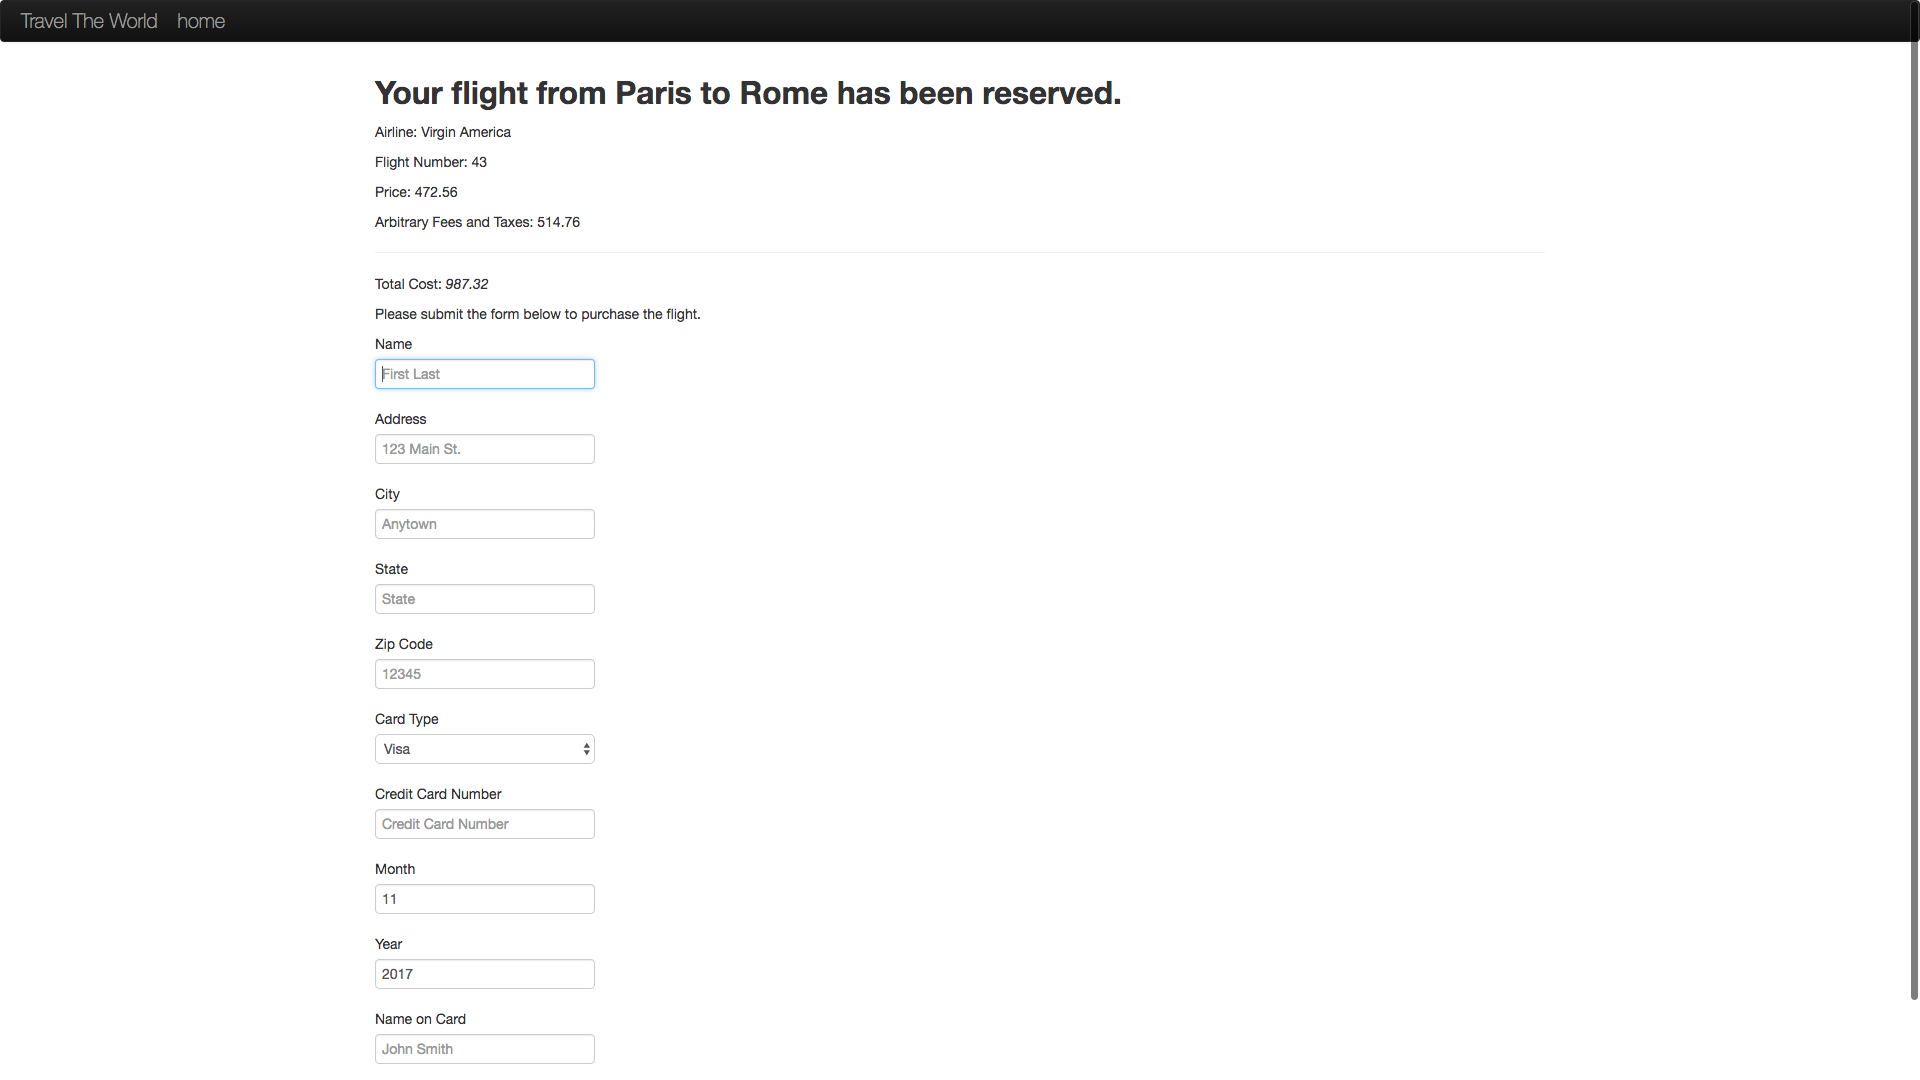 Travel The World home
Your flight from Paris to Rome has been reserved.
Airline: Virgin America
Flight Number: 43
Price: 472.56
Arbitrary Fees and Taxes: 514.76
Total Cost: 987.32
Please submit the form below to purchase the flight.
Name
First Last
Address
123 Main St.
City
Anytown
State
State
Zip Code
12345
Card Type
Visa
Credit Card Number
Credit Card Number
Month
11
Year
2017
Name on Card
John Smith